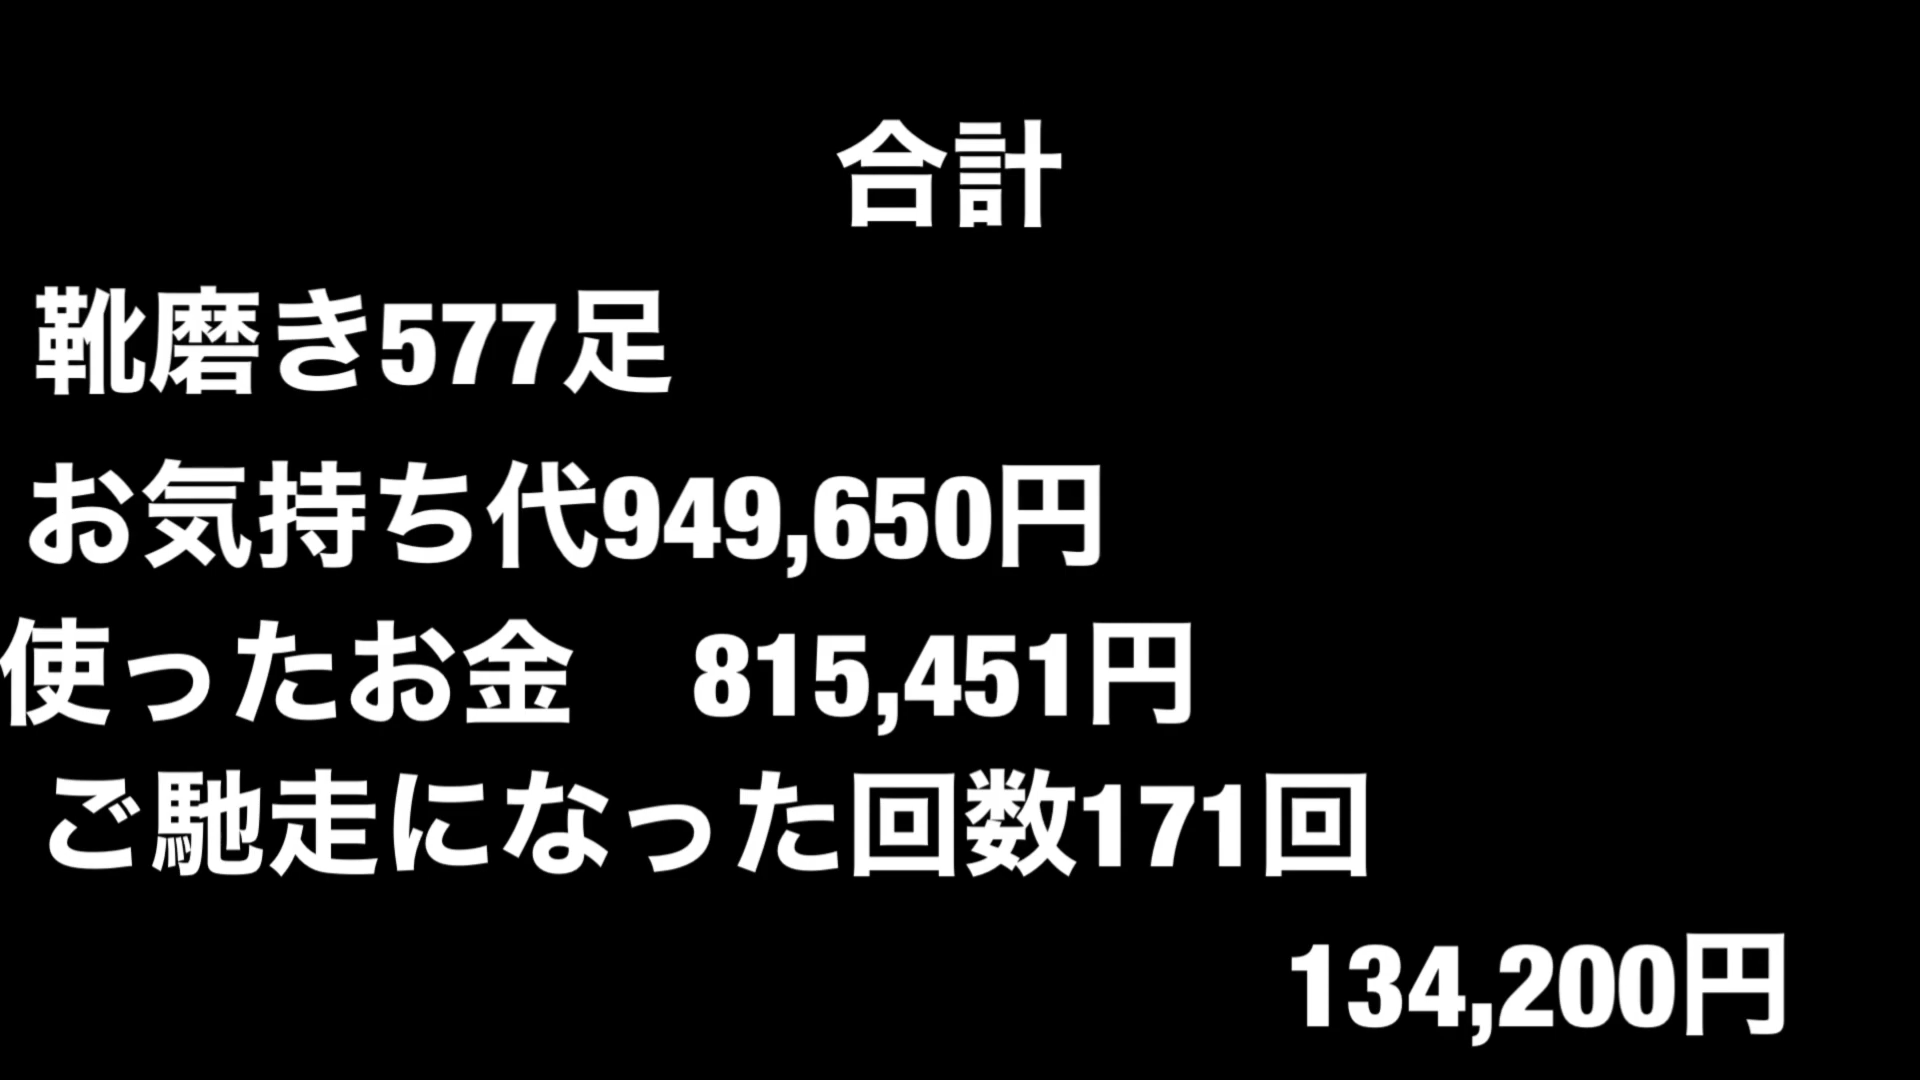 合計
靴磨き577足
お気持ち代949,650円
使ったお金　815,451円
ご馳走になった回数171回
134,200円